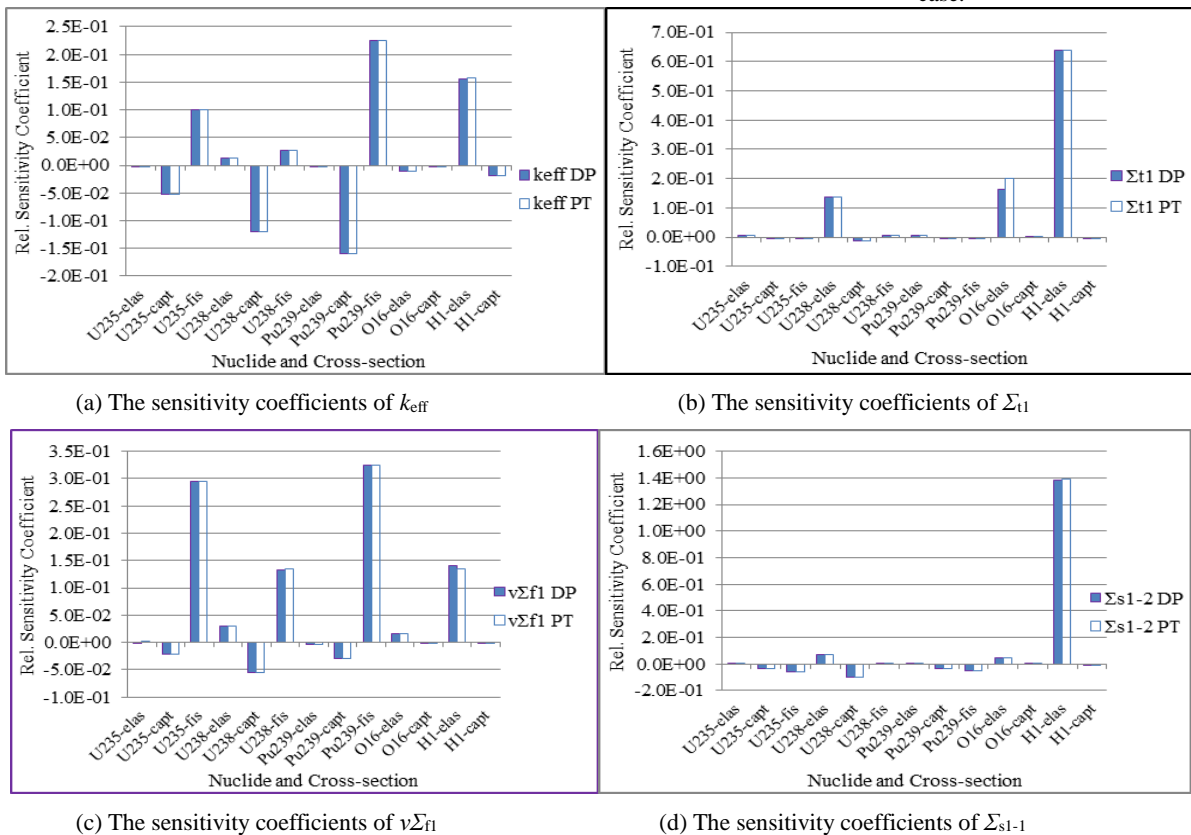 case.
2.5E-01
2.0E-01
1.5E-01
1.0E-01
5.0E-02
0.0E+00
-5.0E-02
-1.0E-01
-1.5E-01
-2.0E-01
Rel. Sensitivity Coefficient
U235-elas
U235-capt
U235-fis
U238-elas
U238-capt
U238-fis
Pu239-elas
Pu239-capt
Pu239-fis
O16-elas
O16-capt
H1-elas
H1-capt
Nuclide and Cross-section
keff DP
keff PT
7.0E-01
6.0E-01
5.0E-01
4.0E-01
3.0E-01
2.0E-01
1.0E-01
0.0E+00
-1.0E-01
Rel. Sensitivity Coefficient
U235-elas
U235-capt
U235-fis
U238-elas
U238-capt
U238-fis
Pu239-elas
Pu239-capt
Pu239-fis
O16-elas
O16-capt
H1-elas
H1-capt
Nuclide and Cross-section
Σt1 DP
Σt1 PT
(a) The sensitivity coefficients of keff
(b) The sensitivity coefficients of Σt1
3.5E-01
3.0E-01
2.5E-01
2.0E-01
1.5E-01
1.0E-01
5.0E-02
0.0E+00
-5.0E-02
-1.0E-01
Rel. Sensitivity Coefficient
U235-elas
U235-capt
U235-fis
U238-elas
U238-capt
U238-fis
Pu239-elas
Pu239-capt
Pu239-fis
O16-elas
O16-capt
H1-elas
H1-capt
Nuclide and Cross-section
vΣf1 DP
vΣf1 PT
1.6E+00
1.4E+00
1.2E+00
1.0E+00
8.0E-01
6.0E-01
4.0E-01
2.0E-01
0.0E+00
-2.0E-01
Rel. Sensitivity Coefficient
U235-elas
U235-capt
U235-fis
U238-elas
U238-capt
U238-fis
Pu239-elas
Pu239-capt
Pu239-fis
O16-elas
O16-capt
H1-elas
H1-capt
Nuclide and Cross-section
Σs1-2 DP
Σs1-2 PT
(c) The sensitivity coefficients of vΣf1
(d) The sensitivity coefficients of Σs1-1